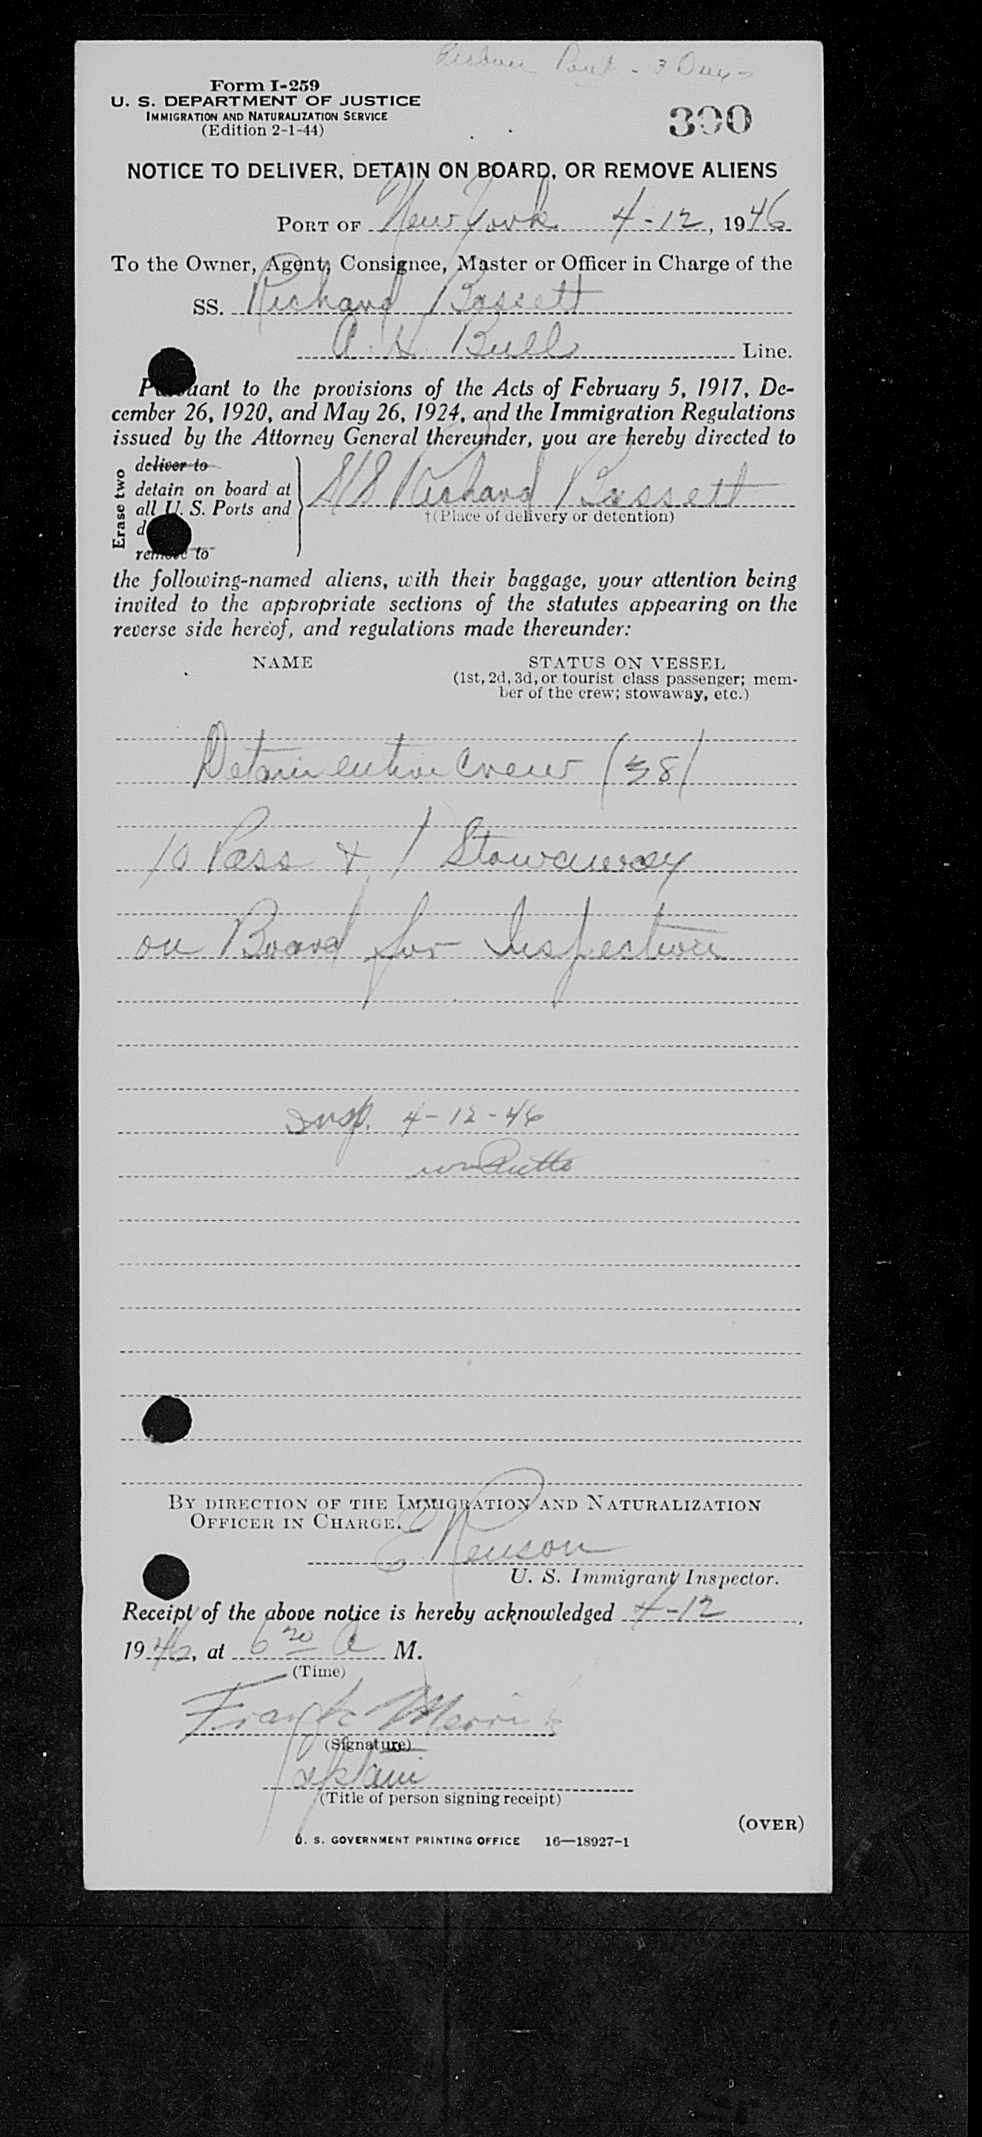 Port - 3 Days
Form I-259
U. S. DEPARTMENT OF JUSTICE
IMMIGRATION AND NATURALIZATION SERVICE
(Edition 2-1-44)
300
NOTICE TO DELIVER, DETAIN ON BOARD, OR REMOVE ALIENS
PORT OF New York 4-12, 1946
To the Owner, Agent, Consignee, Master or Officer in Charge of the
SS. Richard Bassett
A. H. Bull Line.
Pursuant to the provisions of the Acts of February 5, 1917, De-
cember 26, 1920, and May 26, 1924, and the Immigration Regulations
issued by the Attorney General thereunder, you are hereby directed to
Erase two
deliver to
detain on board at
all U. S. Ports and
remove to
S/S Richard Bassett
†(Place of delivery or detention)
the following-named aliens, with their baggage, your attention being
invited to the appropriate sections of the statutes appearing on the
reverse side hereof, and regulations made thereunder:
NAME STATUS ON VESSEL
(1st, 2d, 3d, or tourist class passenger; mem-
ber of the crew; stowaway, etc.)
Detain entire Crew (38)
10 Pass + 1 Stowaway
on Board for Inspection
Insp. 4-12-46
BY DIRECTION OF THE IMMIGRATION AND NATURALIZATION
OFFICER IN CHARGE.
U. S. Immigrant Inspector.
Receipt of the above notice is hereby acknowledged 4-12,
1946, at 6 20 A M.
(Time)
Frank
(Signature)
Captain
(Title of person signing receipt)
(OVER)
U. S. GOVERNMENT PRINTING OFFICE 16—18927-1